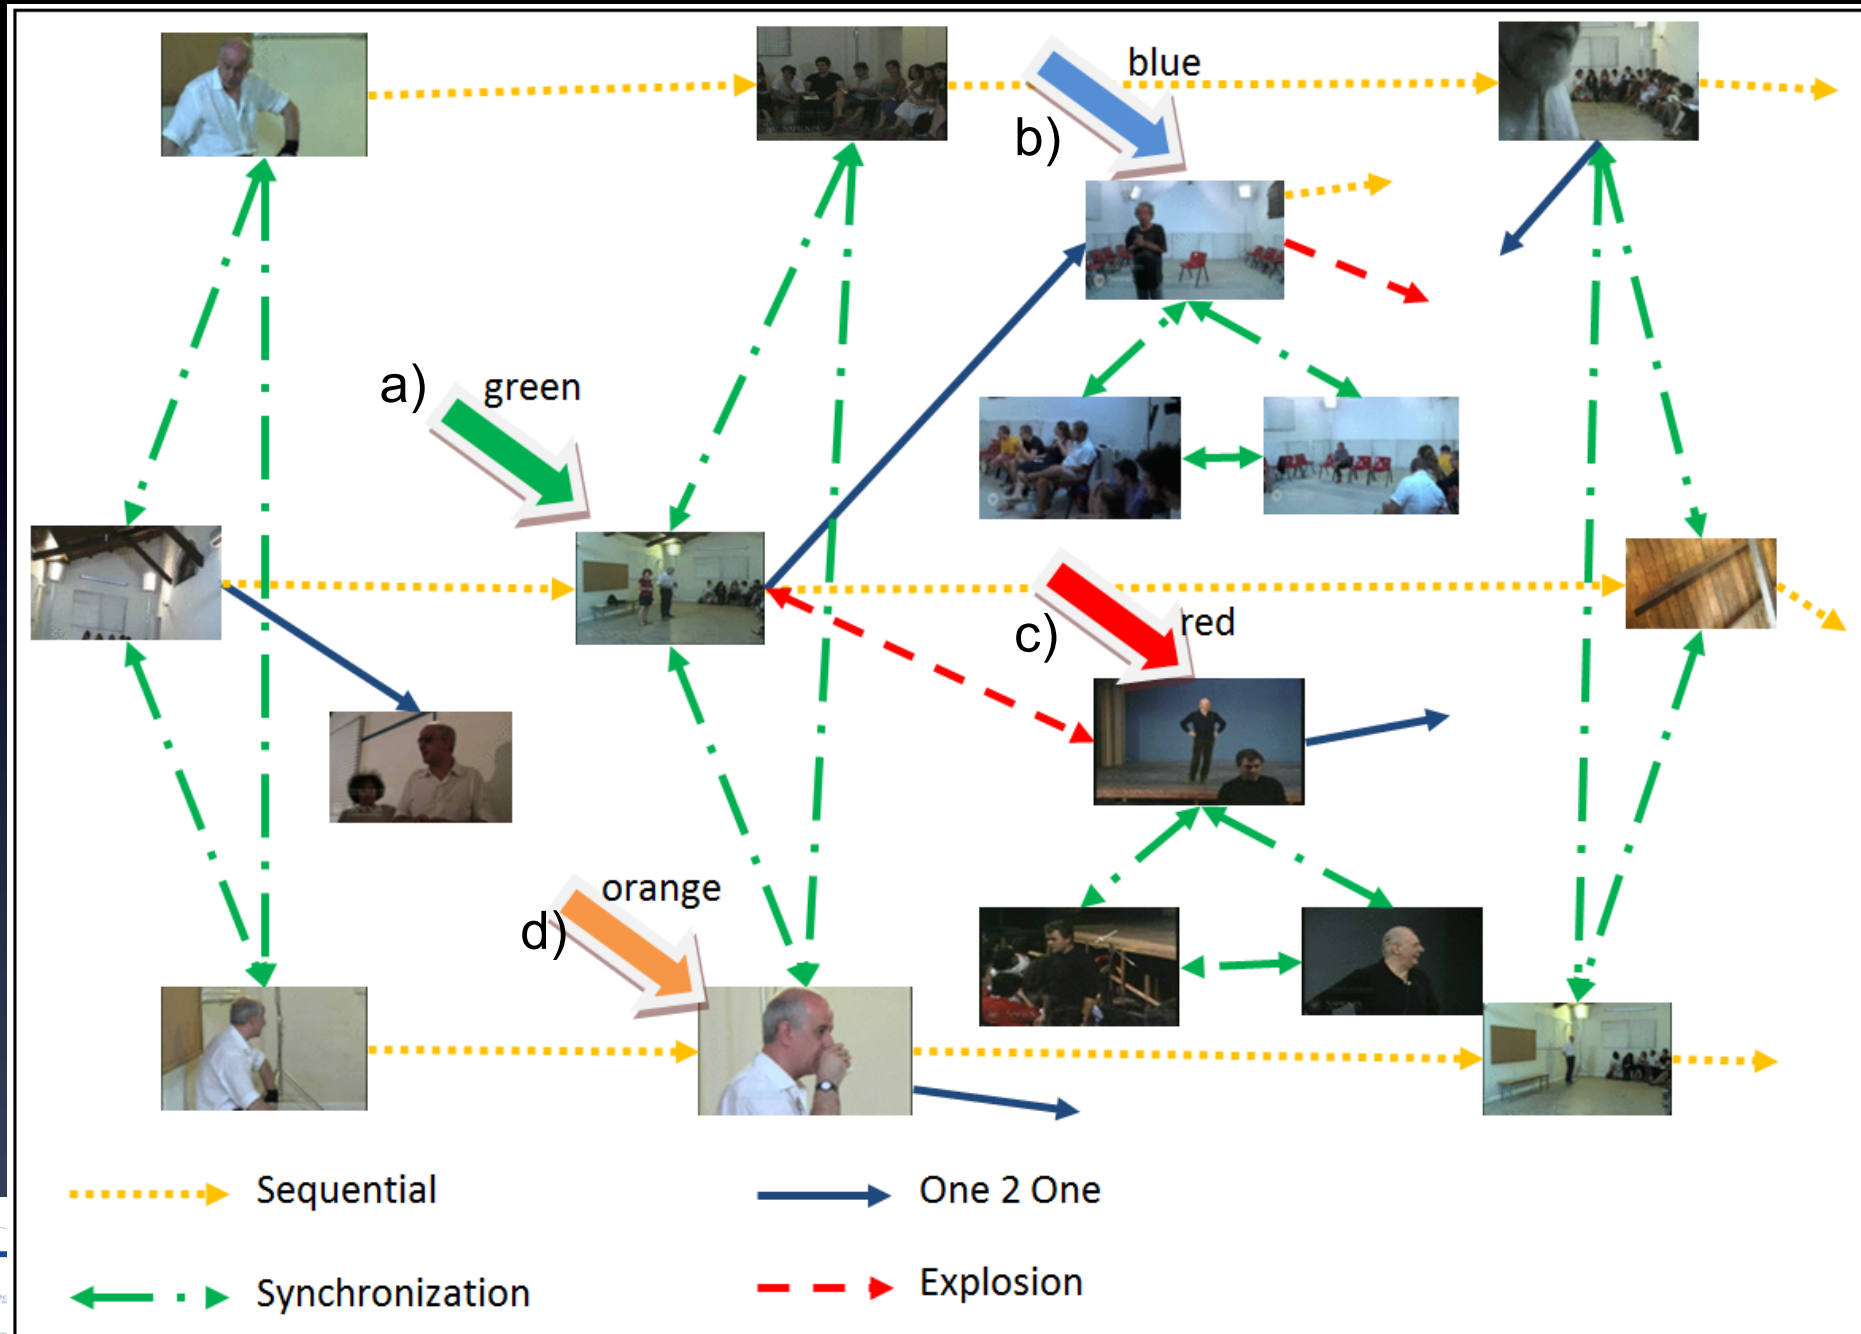 blue
b)
a)
green
c)
red
orange
d)
Sequential
One 2 One
Synchronization
Explosion